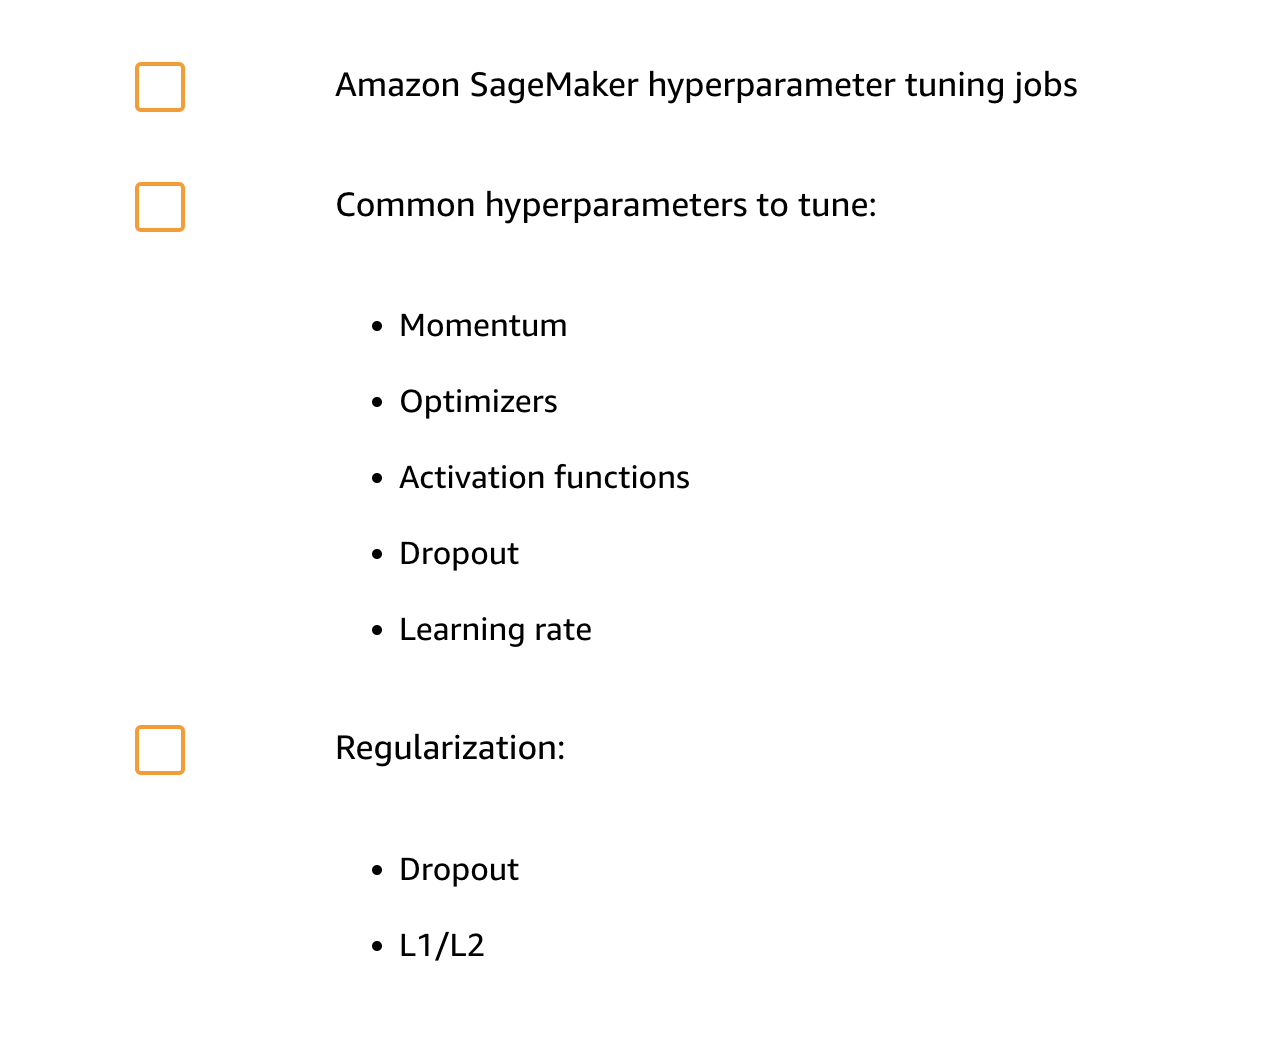 Amazon SageMaker hyperparameter tuning jobs
Common hyperparameters to tune:
• Momentum
• Optimizers
• Activation functions
• Dropout
• Learning rate
Regularization:
• Dropout
• L1/L2